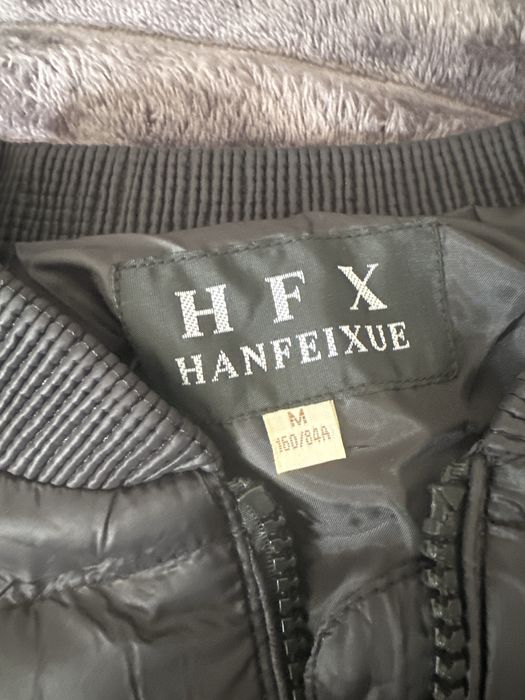 H F X
HANFEIXUE
M
160/84A